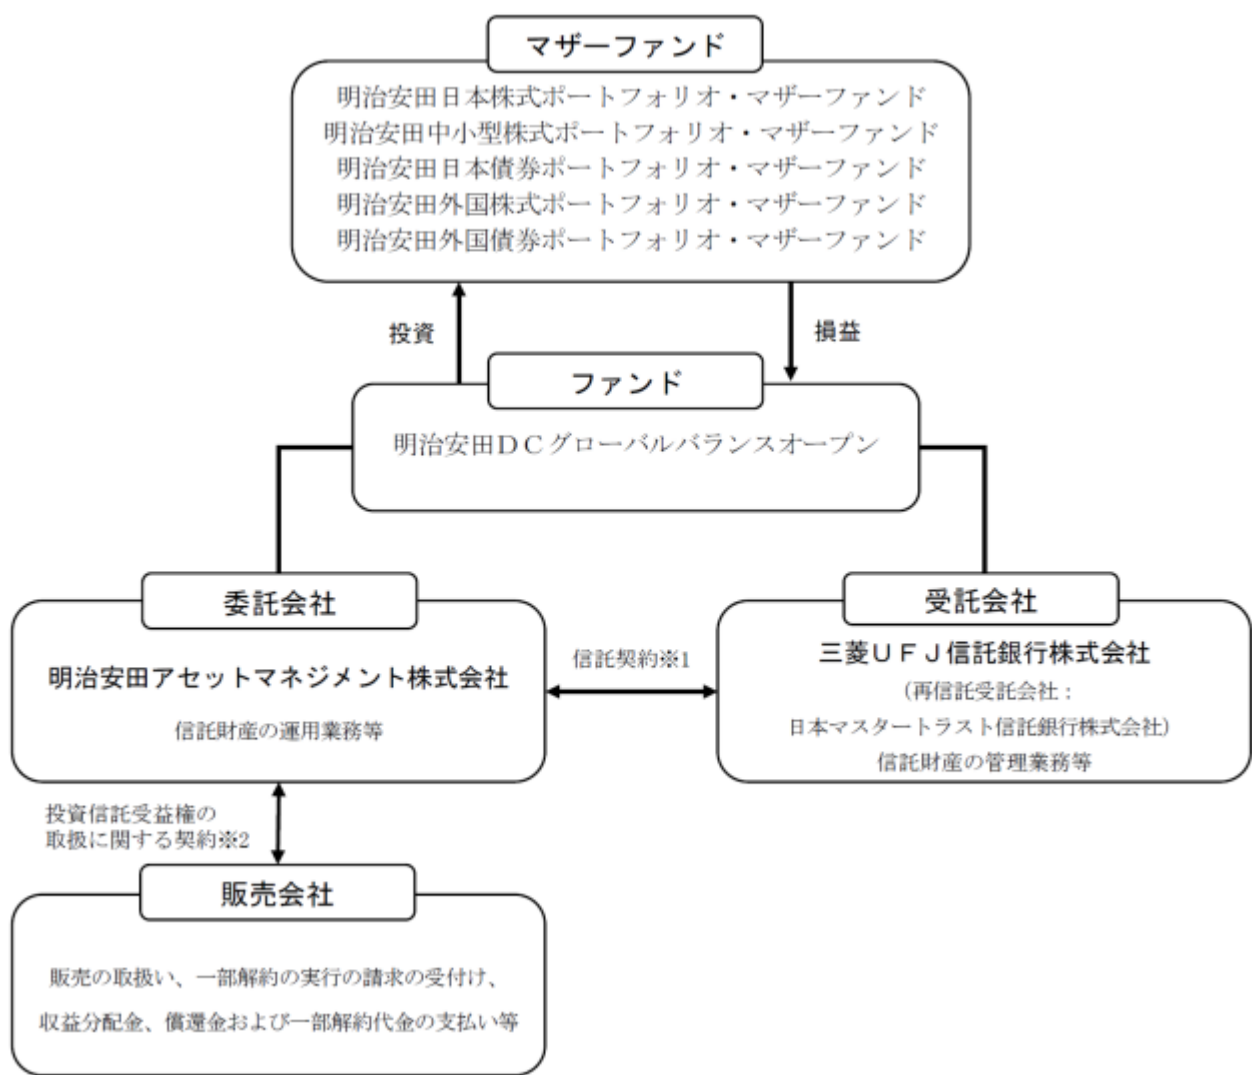 マザーファンド
明治安田日本株式ポートフォリオ・マザーファンド
明治安田中小型株式ポートフォリオ・マザーファンド
明治安田日本債券ポートフォリオ・マザーファンド
明治安田外国株式ポートフォリオ・マザーファンド
明治安田外国債券ポートフォリオ・マザーファンド
投資
損益
ファンド
明治安田ＤＣグローバルバランスオープン
委託会社
明治安田アセットマネジメント株式会社
信託財産の運用業務等
信託契約※1
受託会社
三菱ＵＦＪ信託銀行株式会社
（再信託受託会社：
日本マスタートラスト信託銀行株式会社）
信託財産の管理業務等
投資信託受益権の
取扱に関する契約※2
販売会社
販売の取扱い、一部解約の実行の請求の受付け、
収益分配金、償還金および一部解約代金の支払い等